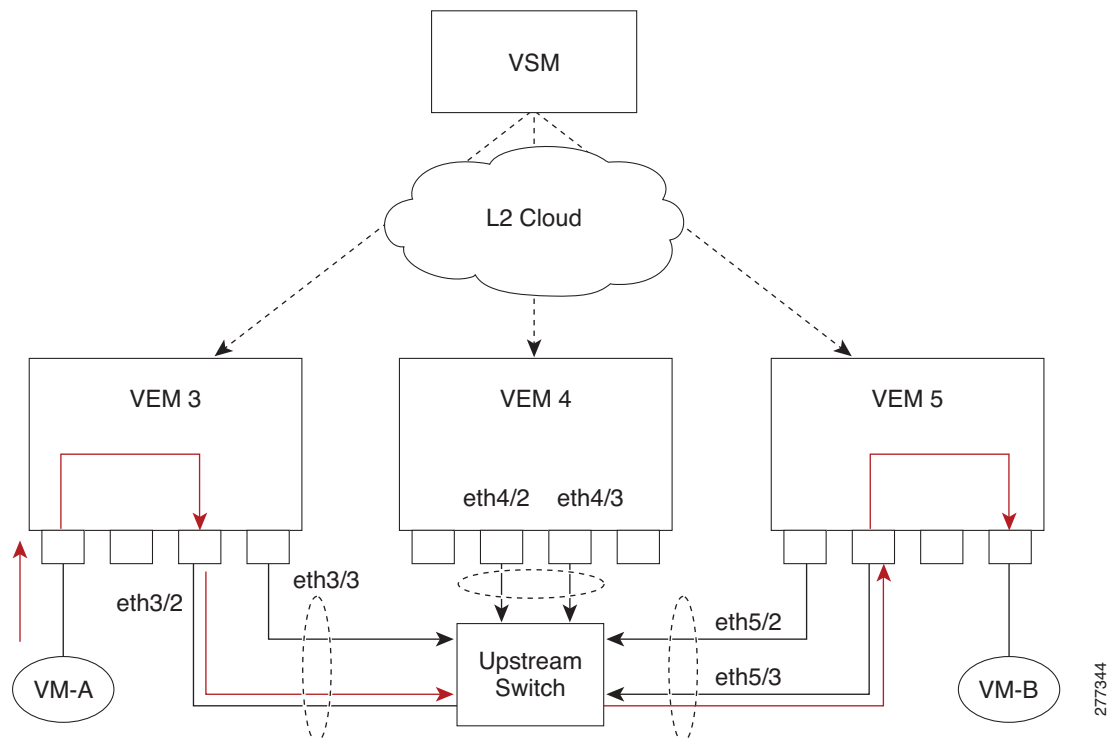 VSM
L2 Cloud
VEM 3
VEM 4
VEM 5
eth4/2
eth4/3
eth3/3
eth3/2
eth5/2
eth5/3
Upstream
Switch
VM-A
VM-B
277344